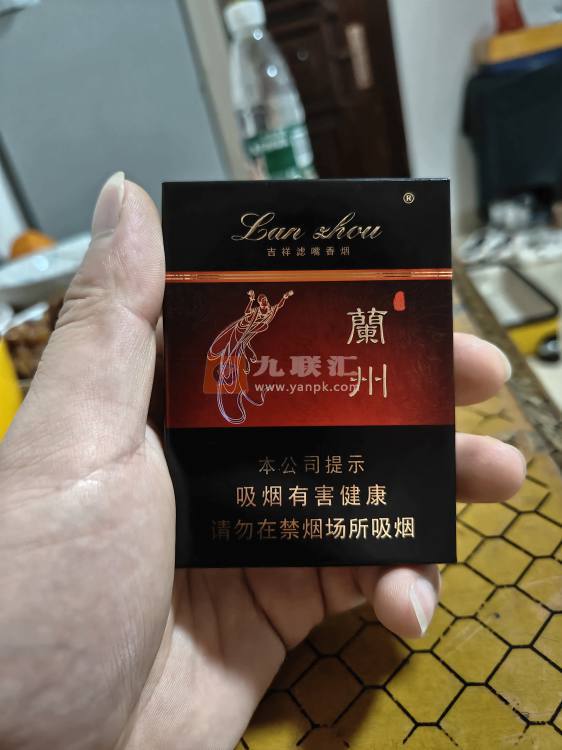 Lan zhou
®
吉祥滤嘴香烟
蘭州
九联汇
www.yanpk.com
本公司提示
吸烟有害健康
请勿在禁烟场所吸烟